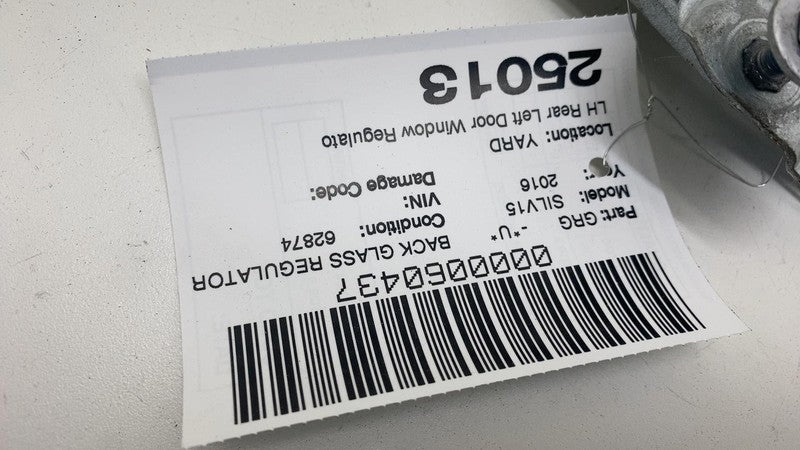 0000060437
-*U*
BACK GLASS REGULATOR
Part: GRG
Condition: 62874
Model: SILV15
VIN:
Year: 2016
Damage Code:
Location: YARD
LH Rear Left Door Window Regulato
25013